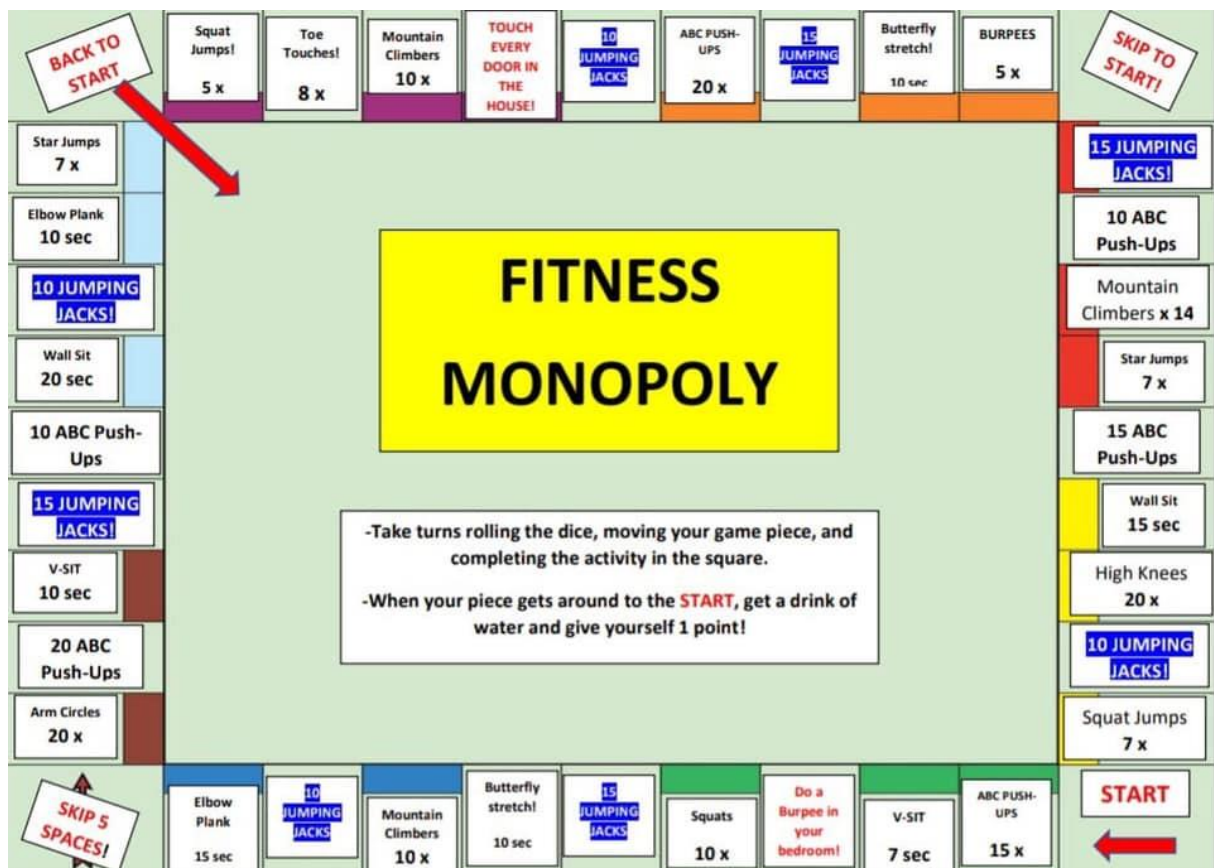 BACK TO
START
Squat
Jumps!
5 x
Toe
Touches!
8 x
Mountain
Climbers
10 x
TOUCH
EVERY
DOOR IN
THE
HOUSE!
10
JUMPING
JACKS
ABC PUSH-
UPS
20 x
15
JUMPING
JACKS
Butterfly
stretch!
10 sec
BURPEES
5 x
SKIP TO
START!
Star Jumps
7 x
Elbow Plank
10 sec
10 JUMPING
JACKS!
Wall Sit
20 sec
10 ABC Push-
Ups
15 JUMPING
JACKS!
V-SIT
10 sec
20 ABC
Push-Ups
Arm Circles
20 x
FITNESS
MONOPOLY
-Take turns rolling the dice, moving your game piece, and
completing the activity in the square.
-When your piece gets around to the START, get a drink of
water and give yourself 1 point!
15 JUMPING
JACKS!
10 ABC
Push-Ups
Mountain
Climbers x 14
Star Jumps
7 x
15 ABC
Push-Ups
Wall Sit
15 sec
High Knees
20 x
10 JUMPING
JACKS!
Squat Jumps
7 x
SKIP 5
SPACES!
Elbow
Plank
15 sec
10
JUMPING
JACKS
Mountain
Climbers
10 x
Butterfly
stretch!
10 sec
15
JUMPING
JACKS
Squats
10 x
Do a
Burpee in
your
bedroom!
V-SIT
7 sec
ABC PUSH-
UPS
15 x
START